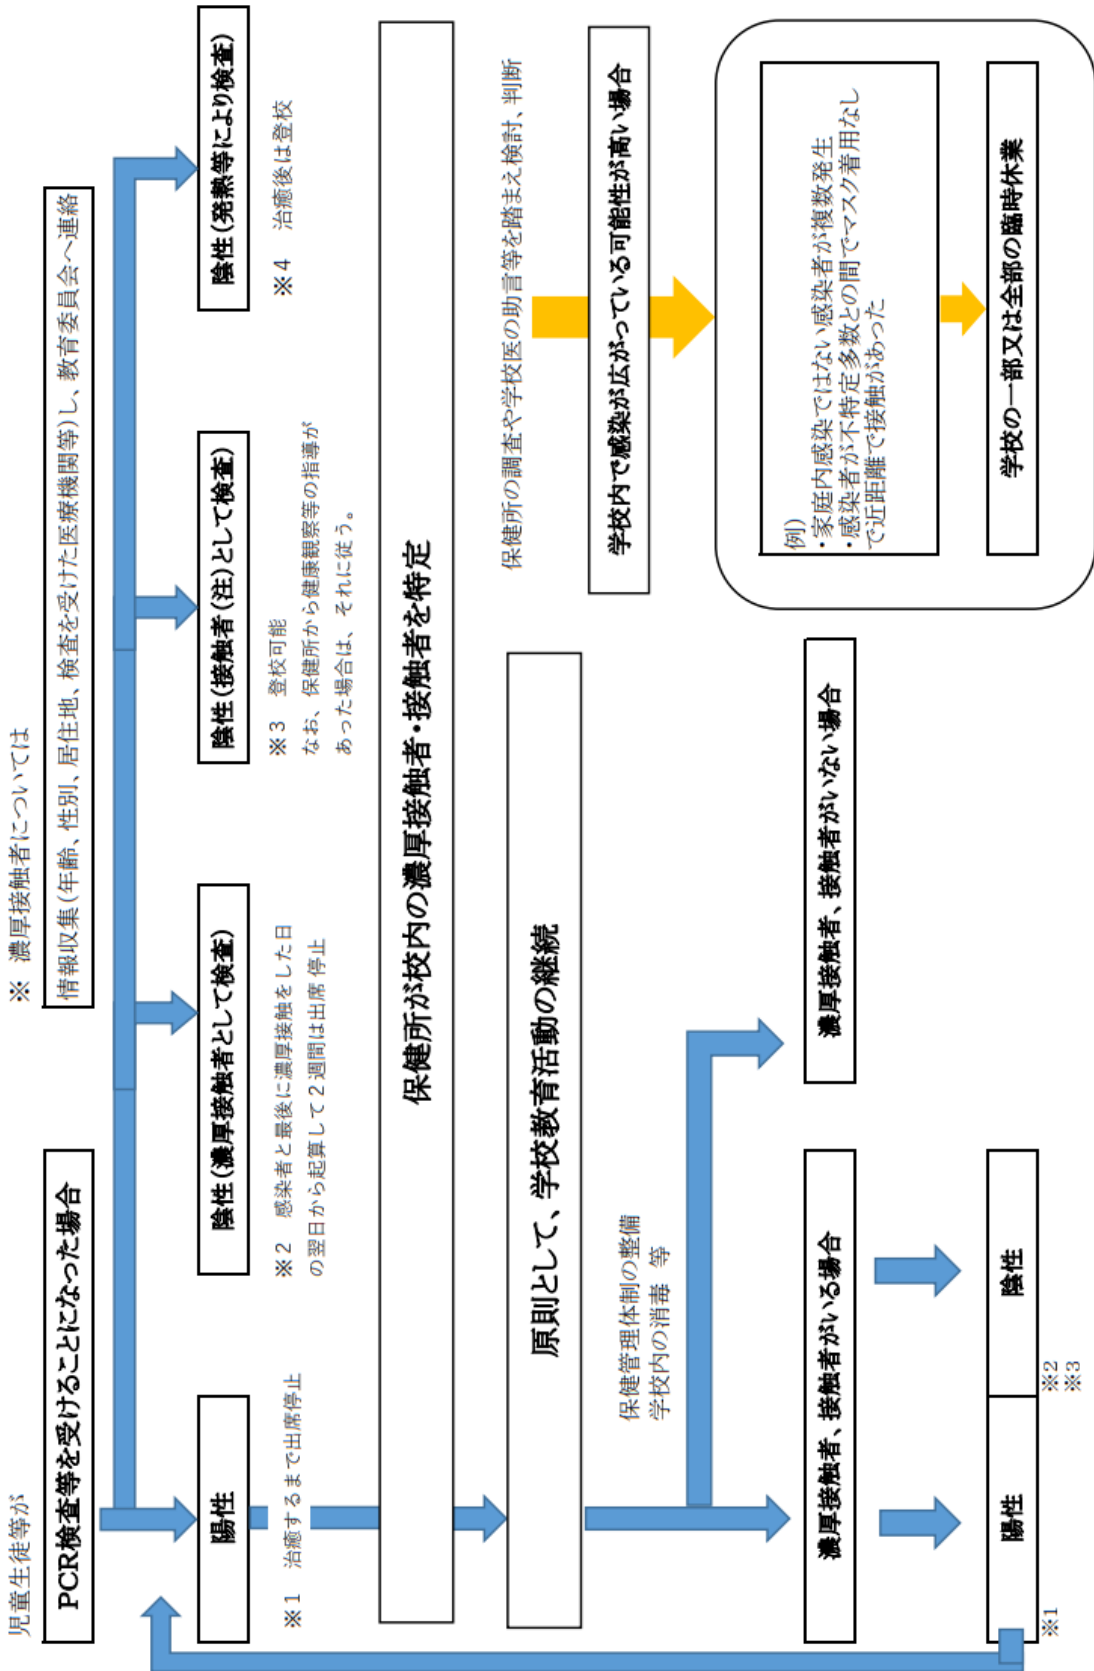 児童生徒等が
※ 濃厚接触者については
PCR検査等を受けることになった場合
情報収集(年齢、性別、居住地、検査を受けた医療機関等)し、教育委員会へ連絡
陽性
陰性(濃厚接触者として検査)
陰性(接触者(注)として検査)
陰性(発熱等により検査)
※1 治癒するまで出席停止
※2 感染者と最後に濃厚接触をした日
の翌日から起算して2週間は出席停止
※3 登校可能
なお、保健所から健康観察等の指導が
あった場合は、それに従う。
※4 治癒後は登校
保健所が校内の濃厚接触者・接触者を特定
原則として、学校教育活動の継続
保健所の調査や学校医の助言等を踏まえ検討、判断
保健管理体制の整備
学校内の消毒 等
学校内で感染が広がっている可能性が高い場合
濃厚接触者、接触者がいる場合
濃厚接触者、接触者がいない場合
例)
・家庭内感染ではない感染者が複数発生
・感染者が不特定多数との間でマスク着用なし
で近距離で接触があった
陽性
陰性
学校の一部又は全部の臨時休業
※1
※2
※3